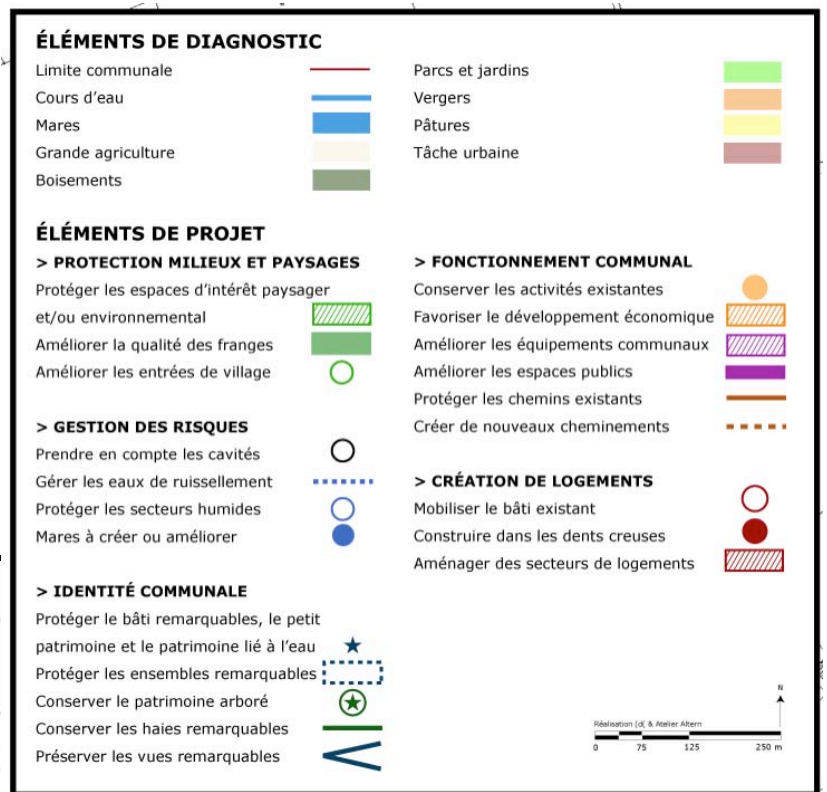 ÉLÉMENTS DE DIAGNOSTIC
Limite communale
Cours d'eau
Mares
Grande agriculture
Boisements
Parcs et jardins
Vergers
Pâtures
Tâche urbaine
ÉLÉMENTS DE PROJET
> PROTECTION MILIEUX ET PAYSAGES
Protéger les espaces d'intérêt paysager
et/ou environnemental
Améliorer la qualité des franges
Améliorer les entrées de village
> GESTION DES RISQUES
Prendre en compte les cavités
Gérer les eaux de ruissellement
Protéger les secteurs humides
Mares à créer ou améliorer
> IDENTITÉ COMMUNALE
Protéger le bâti remarquables, le petit
patrimoine et le patrimoine lié à l'eau
Protéger les ensembles remarquables
Conserver le patrimoine arboré
Conserver les haies remarquables
Préserver les vues remarquables
> FONCTIONNEMENT COMMUNAL
Conserver les activités existantes
Favoriser le développement économique
Améliorer les équipements communaux
Améliorer les espaces publics
Protéger les chemins existants
Créer de nouveaux cheminements
> CRÉATION DE LOGEMENTS
Mobiliser le bâti existant
Construire dans les dents creuses
Aménager des secteurs de logements
N
Réalisation (d( & Atelier Altern
0 75 125 250 m